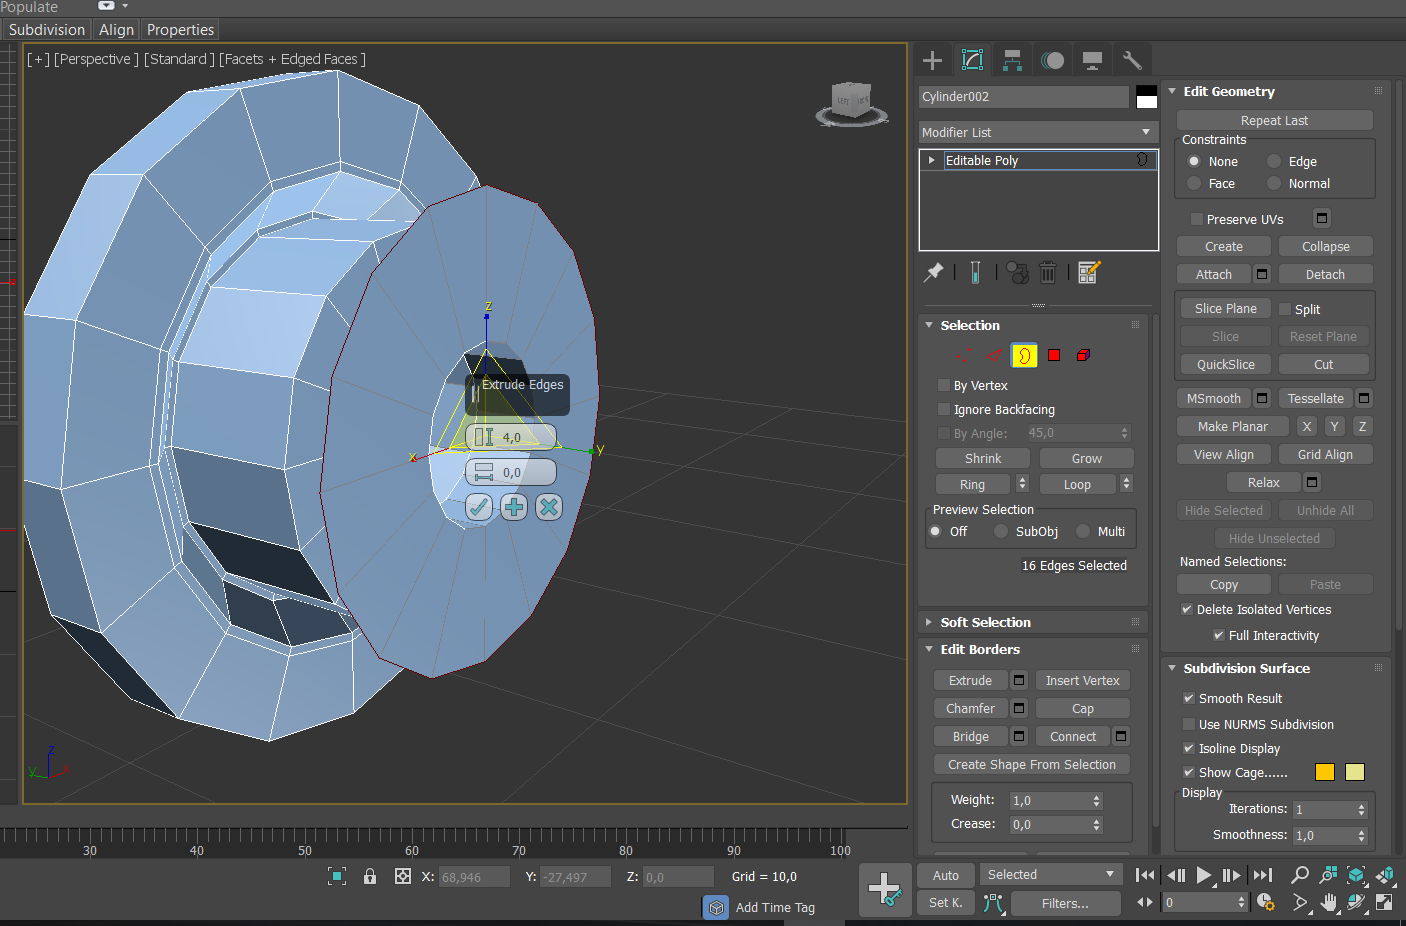 Populate
Subdivision Align Properties
[+] [Perspective ] [Standard ] [Facets + Edged Faces ]
LEFT
z
Extrude Edges
4,0
0,0
x
y
z
y
x
30 40 50 60 70 80 90 100
X: 68,946 Y: -27,497 Z: 0,0 Grid = 10,0
Add Time Tag
Cylinder002
Modifier List
Editable Poly
Selection
By Vertex
Ignore Backfacing
By Angle: 45,0
Shrink Grow
Ring Loop
Preview Selection
Off SubObj Multi
16 Edges Selected
Soft Selection
Edit Borders
Extrude Insert Vertex
Chamfer Cap
Bridge Connect
Create Shape From Selection
Weight: 1,0
Crease: 0,0
Edit Geometry
Repeat Last
Constraints
None Edge
Face Normal
Preserve UVs
Create Collapse
Attach Detach
Slice Plane Split
Slice Reset Plane
QuickSlice Cut
MSmooth Tessellate
Make Planar X Y Z
View Align Grid Align
Relax
Hide Selected Unhide All
Hide Unselected
Named Selections:
Copy Paste
Delete Isolated Vertices
Full Interactivity
Subdivision Surface
Smooth Result
Use NURMS Subdivision
Isoline Display
Show Cage......
Display
Iterations: 1
Smoothness: 1,0
Auto Selected
Set K. Filters...
0